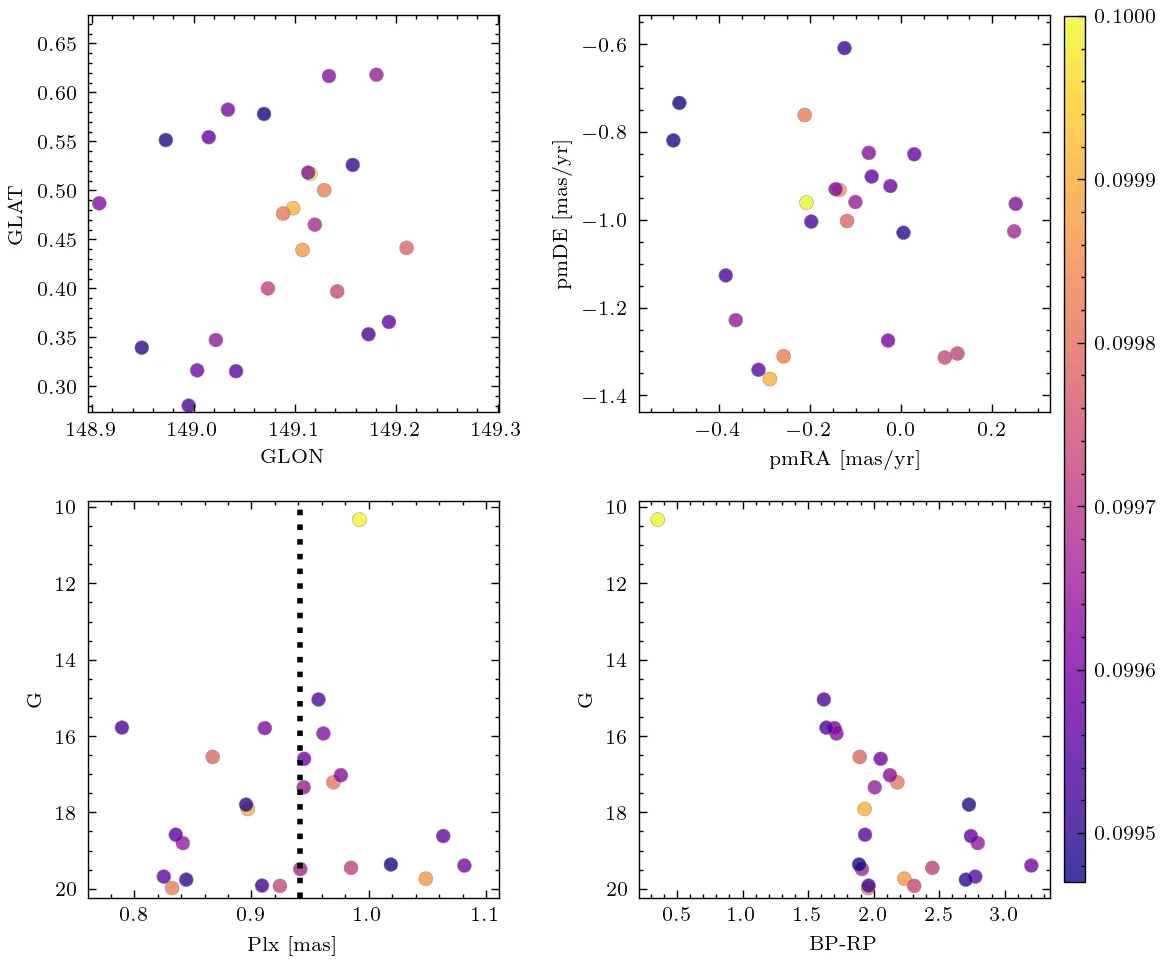 0.65
0.60
0.55
0.50
0.45
0.40
0.35
0.30
GLAT
148.9 149.0 149.1 149.2 149.3
GLON
−0.6
−0.8
−1.0
−1.2
−1.4
pmDE [mas/yr]
−0.4 −0.2 0.0 0.2
pmRA [mas/yr]
0.1000
0.0999
0.0998
0.0997
0.0996
0.0995
10
12
14
16
18
20
G
0.8 0.9 1.0 1.1
Plx [mas]
10
12
14
16
18
20
G
0.5 1.0 1.5 2.0 2.5 3.0
BP-RP